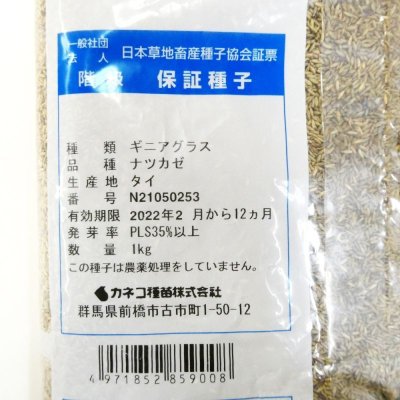 一般社団
法人 日本草地畜産種子協会証票
階級 保証種子
種類 ギニアグラス
品種 ナツカゼ
生産地 タイ
番号 N21050253
有効期限 2022年2 月から12ヵ月
発芽率 PLS35%以上
数量 1kg
この種子は農薬処理をしていません。
カネコ種苗株式会社
群馬県前橋市古市町1-50-12
4971852859008